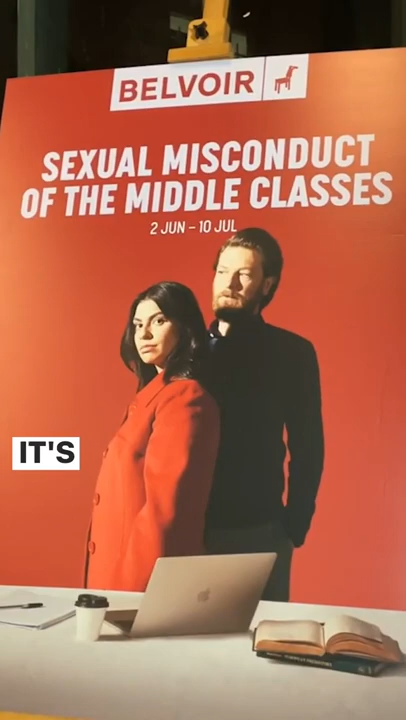 BELVOIR
SEXUAL MISCONDUCT
OF THE MIDDLE CLASSES
2 JUN – 10 JUL
IT'S